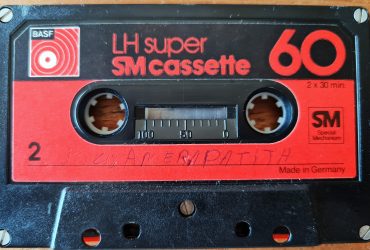 BASF
LH super
SM cassette
60
2 x 30 min
100 50 0
SM
Special
Mechanism
2
Made in Germany